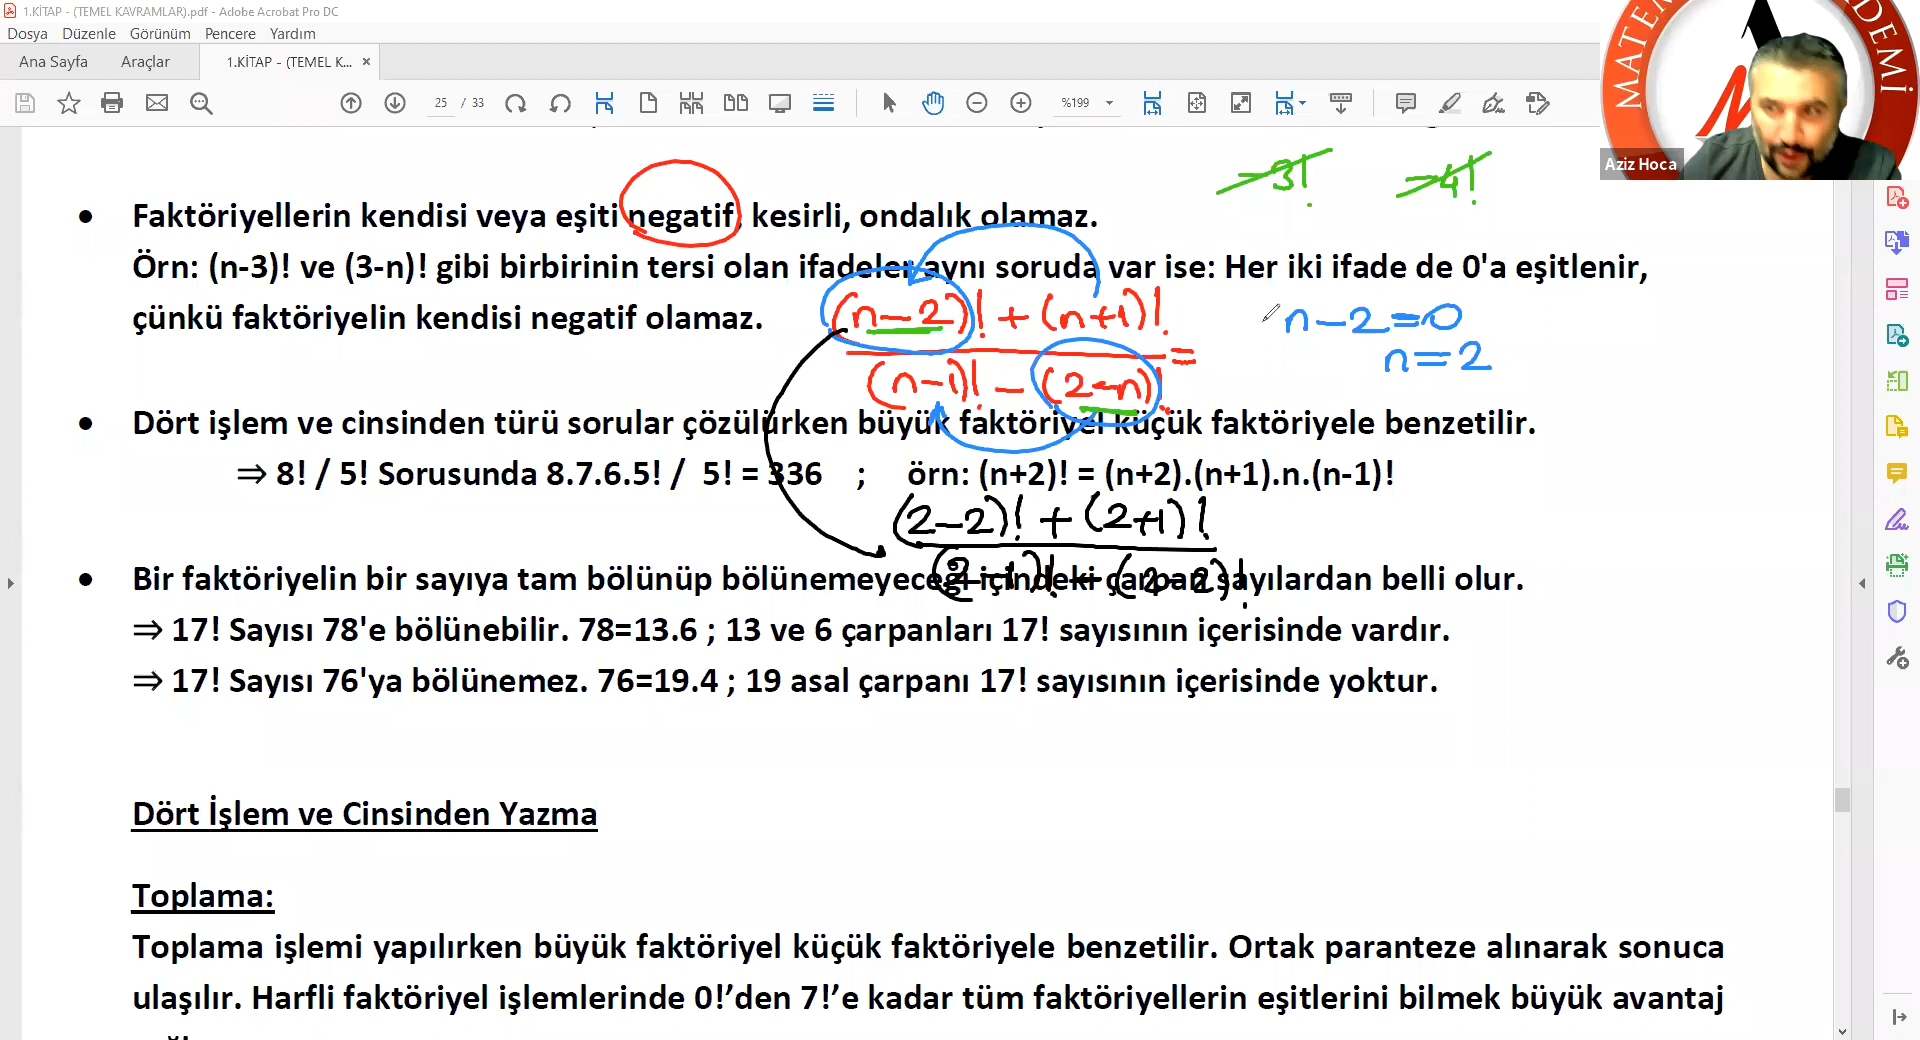 1.KİTAP - (TEMEL KAVRAMLAR).pdf - Adobe Acrobat Pro DC
Dosya Düzenle Görünüm Pencere Yardım
Ana Sayfa Araçlar 1.KİTAP - (TEMEL K... ×
25 / 33 %199
MATEM DEMİ
Aziz Hoca
-3! -4!
• Faktöriyellerin kendisi veya eşiti negatif, kesirli, ondalık olamaz.
Örn: (n-3)! ve (3-n)! gibi birbirinin tersi olan ifadeler aynı soruda var ise: Her iki ifade de 0'a eşitlenir,
çünkü faktöriyelin kendisi negatif olamaz.
(n-2)! + (n+1)!
(n-1)! - (2-n)! =
n-2=0
n=2
• Dört işlem ve cinsinden türü sorular çözülürken büyük faktöriyel küçük faktöriyele benzetilir.
⇒ 8! / 5! Sorusunda 8.7.6.5! / 5! = 336 ; örn: (n+2)! = (n+2).(n+1).n.(n-1)!
(2-2)! + (2+1)!
(2-1)! - (2-2)!
• Bir faktöriyelin bir sayıya tam bölünüp bölünemeyeceği içindeki çarpan sayılardan belli olur.
⇒ 17! Sayısı 78'e bölünebilir. 78=13.6 ; 13 ve 6 çarpanları 17! sayısının içerisinde vardır.
⇒ 17! Sayısı 76'ya bölünemez. 76=19.4 ; 19 asal çarpanı 17! sayısının içerisinde yoktur.
Dört İşlem ve Cinsinden Yazma
Toplama:
Toplama işlemi yapılırken büyük faktöriyel küçük faktöriyele benzetilir. Ortak paranteze alınarak sonuca
ulaşılır. Harfli faktöriyel işlemlerinde 0!’den 7!’e kadar tüm faktöriyellerin eşitlerini bilmek büyük avantaj